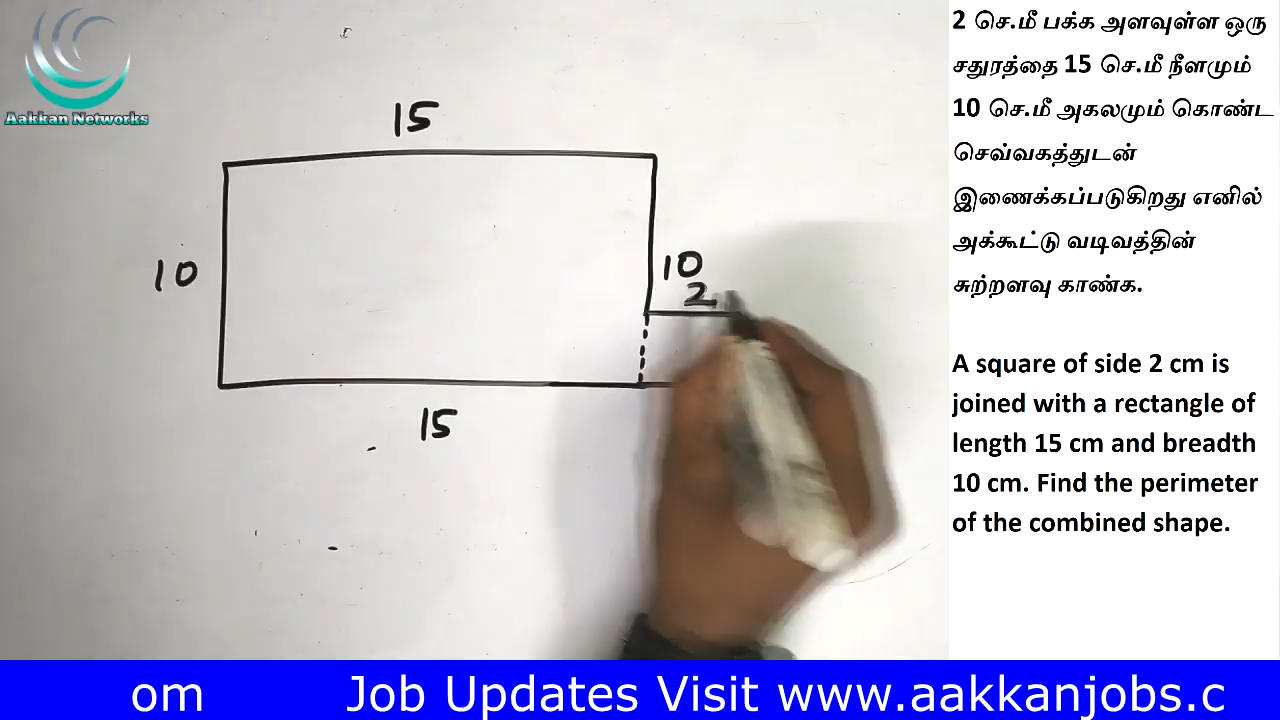 Aakkan Networks
15
10
10
2
15
2 செ.மீ பக்க அளவுள்ள ஒரு
சதுரத்தை 15 செ.மீ நீளமும்
10 செ.மீ அகலமும் கொண்ட
செவ்வகத்துடன்
இணைக்கப்படுகிறது எனில்
அக்கூட்டு வடிவத்தின்
சுற்றளவு காண்க.
A square of side 2 cm is
joined with a rectangle of
length 15 cm and breadth
10 cm. Find the perimeter
of the combined shape.
om Job Updates Visit www.aakkanjobs.c